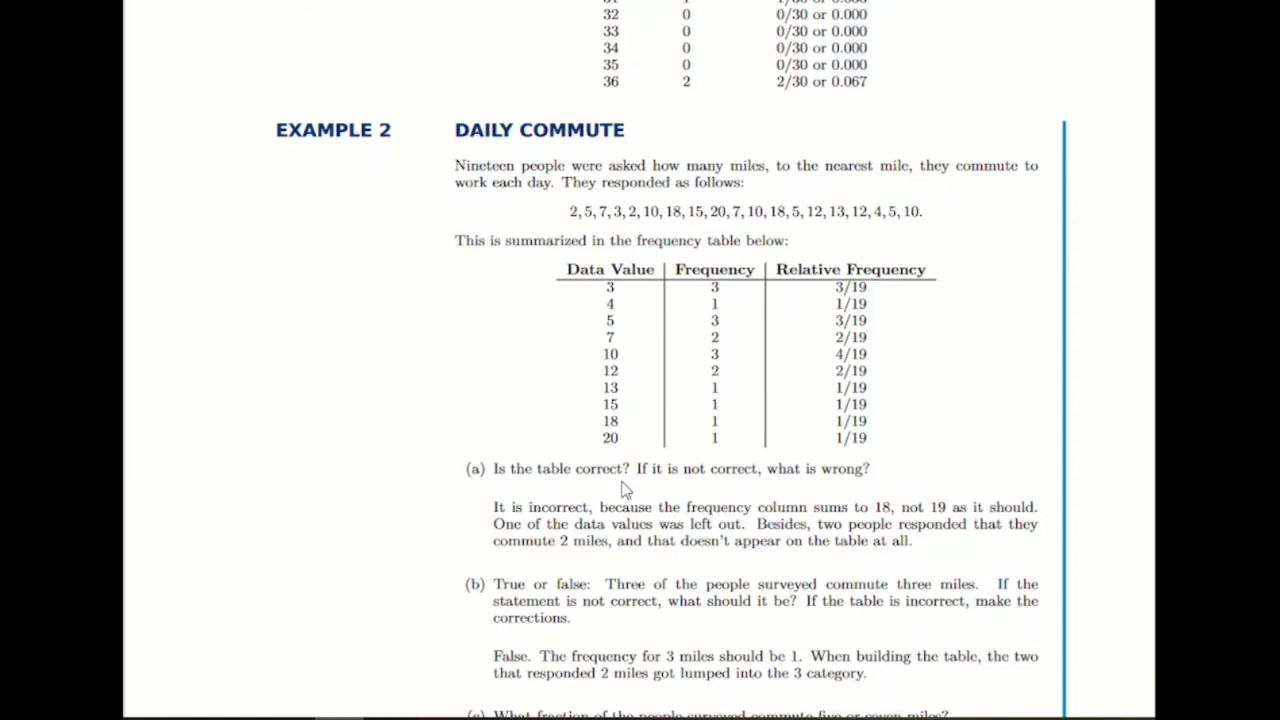 32 0 0/30 or 0.000
33 0 0/30 or 0.000
34 0 0/30 or 0.000
35 0 0/30 or 0.000
36 2 2/30 or 0.067
EXAMPLE 2 DAILY COMMUTE
Nineteen people were asked how many miles, to the nearest mile, they commute to
work each day. They responded as follows:
2, 5, 7, 3, 2, 10, 18, 15, 20, 7, 10, 18, 5, 12, 13, 12, 4, 5, 10.
This is summarized in the frequency table below:
Data Value Frequency Relative Frequency
3 3 3/19
4 1 1/19
5 3 3/19
7 2 2/19
10 3 4/19
12 2 2/19
13 1 1/19
15 1 1/19
18 1 1/19
20 1 1/19
(a) Is the table correct? If it is not correct, what is wrong?
It is incorrect, because the frequency column sums to 18, not 19 as it should.
One of the data values was left out. Besides, two people responded that they
commute 2 miles, and that doesn't appear on the table at all.
(b) True or false: Three of the people surveyed commute three miles. If the
statement is not correct, what should it be? If the table is incorrect, make the
corrections.
False. The frequency for 3 miles should be 1. When building the table, the two
that responded 2 miles got lumped into the 3 category.
(c) What fraction of the people surveyed commute five or seven miles?